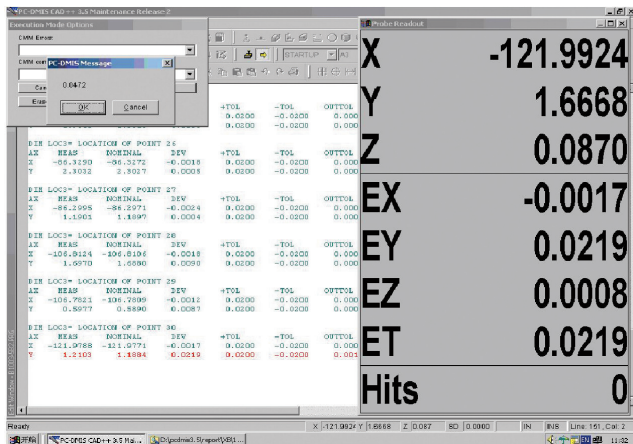 PC-DMIS CAD++ 3.5 Maintenance Release 2
Execution Mode Options
CMM Errors
PC-DMIS Message
0.0472
OK
Cancel
STARTUP
+TOL -TOL OUTTOL
0.0200 -0.0200 0.000
0.0200 -0.0200 0.000
DIM LOC3= LOCATION OF POINT 26
AX MEAS NOMINAL DEV +TOL -TOL OUTTOL
X -86.3290 -86.3272 -0.0018 0.0200 -0.0200 0.000
Y 2.3032 2.3027 0.0005 0.0200 -0.0200 0.000
DIM LOC3= LOCATION OF POINT 27
AX MEAS NOMINAL DEV +TOL -TOL OUTTOL
X -86.2995 -86.2971 -0.0024 0.0200 -0.0200 0.000
Y 1.1901 1.1897 0.0004 0.0200 -0.0200 0.000
DIM LOC3= LOCATION OF POINT 28
AX MEAS NOMINAL DEV +TOL -TOL OUTTOL
X -106.8124 -106.8106 -0.0018 0.0200 -0.0200 0.000
Y 1.6970 1.6880 0.0090 0.0200 -0.0200 0.000
DIM LOC3= LOCATION OF POINT 29
AX MEAS NOMINAL DEV +TOL -TOL OUTTOL
X -106.7821 -106.7809 -0.0012 0.0200 -0.0200 0.000
Y 0.5977 0.5890 0.0087 0.0200 -0.0200 0.000
DIM LOC3= LOCATION OF POINT 30
AX MEAS NOMINAL DEV +TOL -TOL OUTTOL
X -121.9788 -121.9771 -0.0017 0.0200 -0.0200 0.000
Y 1.2103 1.1884 0.0219 0.0200 -0.0200 0.001
Probe Readout
X -121.9924
Y 1.6668
Z 0.0870
EX -0.0017
EY 0.0219
EZ 0.0008
ET 0.0219
Hits 0
Ready
X -121.9924 Y 1.6668 Z 0.087 SD 0.0000 IN INS Line: 151, Col: 2
开始 PC-DMIS CAD++ 3.5 Mai... 11:32